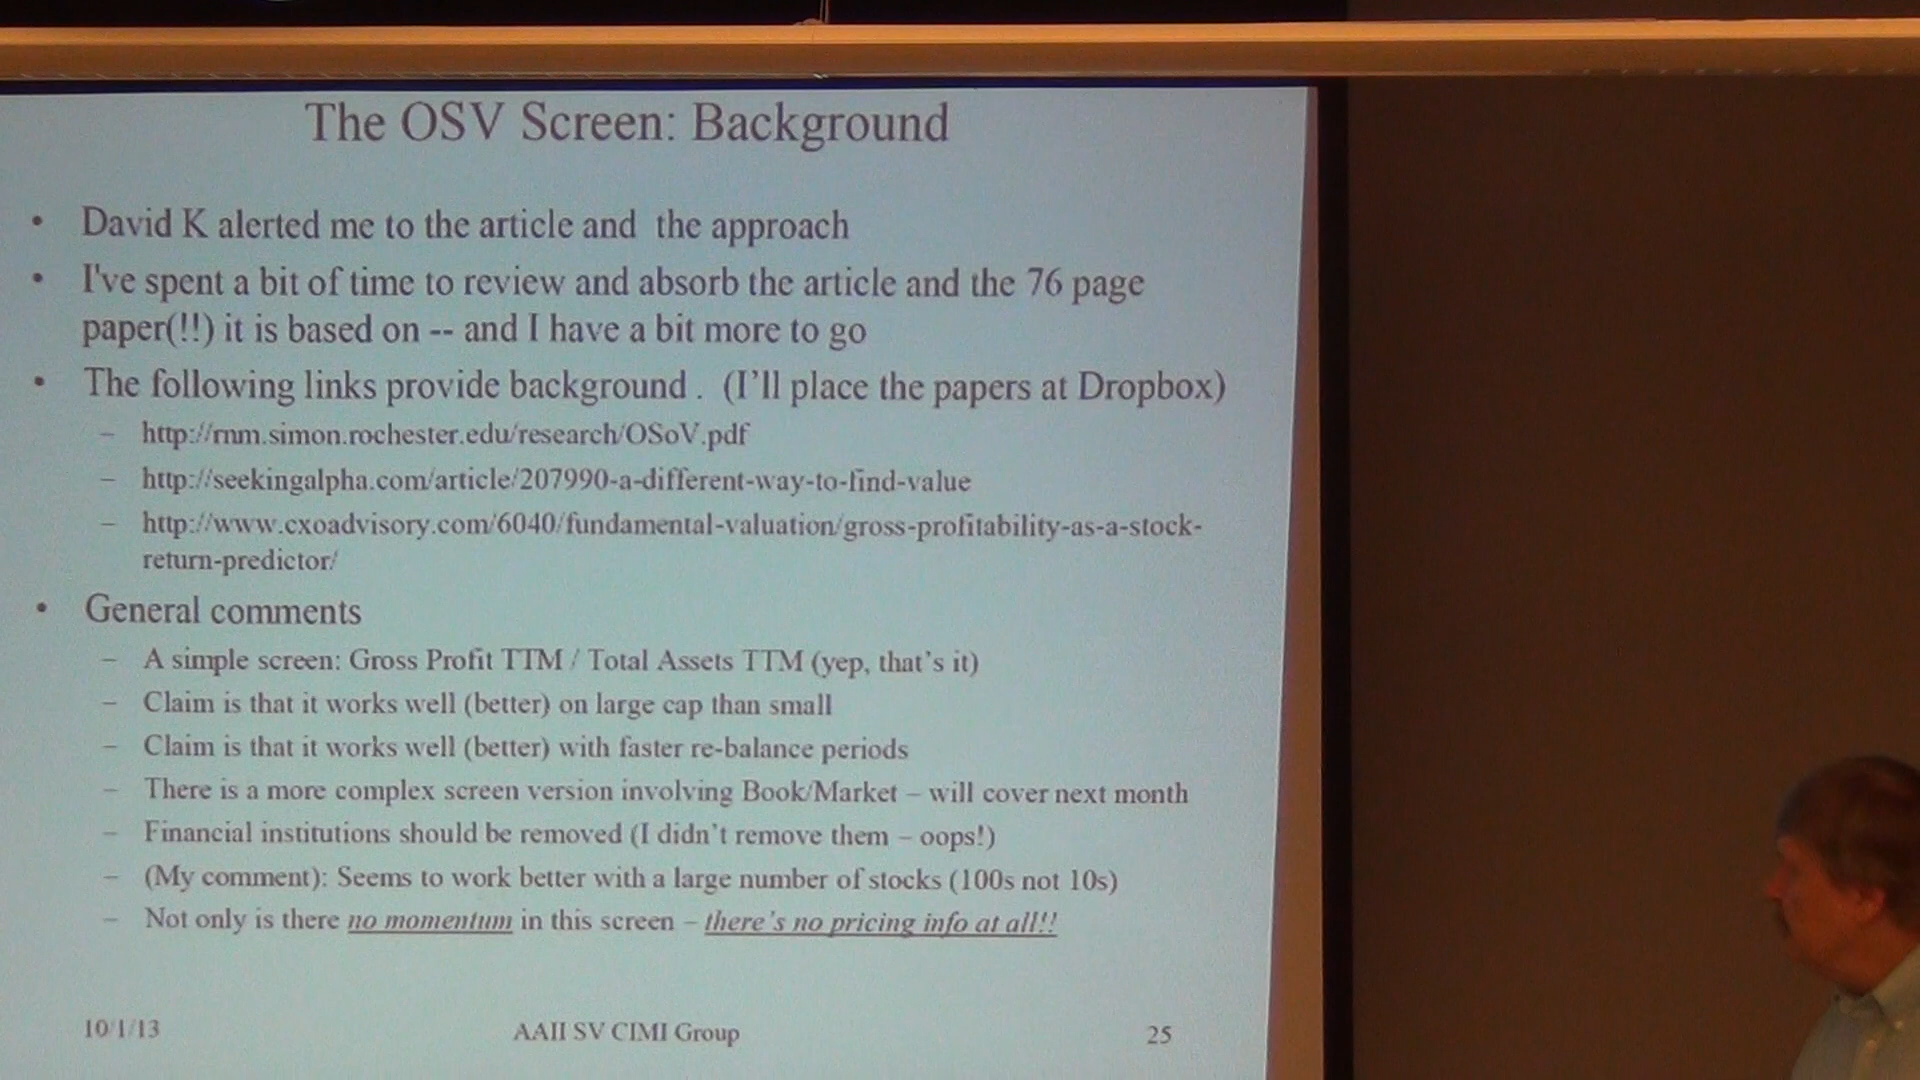 The OSV Screen: Background
• David K alerted me to the article and the approach
• I've spent a bit of time to review and absorb the article and the 76 page
paper(!!) it is based on -- and I have a bit more to go
• The following links provide background . (I'll place the papers at Dropbox)
– http://rnm.simon.rochester.edu/research/OSoV.pdf
– http://seekingalpha.com/article/207990-a-different-way-to-find-value
– http://www.cxoadvisory.com/6040/fundamental-valuation/gross-profitability-as-a-stock-
return-predictor/
• General comments
– A simple screen: Gross Profit TTM / Total Assets TTM (yep, that's it)
– Claim is that it works well (better) on large cap than small
– Claim is that it works well (better) with faster re-balance periods
– There is a more complex screen version involving Book/Market – will cover next month
– Financial institutions should be removed (I didn't remove them – oops!)
– (My comment): Seems to work better with a large number of stocks (100s not 10s)
– Not only is there no momentum in this screen – there's no pricing info at all!!
10/1/13 AAII SV CIMI Group 25